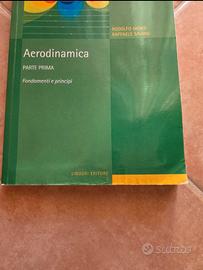 RODOLFO MONTI
RAFFAELE SAVINO
Aerodinamica
PARTE PRIMA
Fondamenti e principi
LIGUORI EDITORE
subito